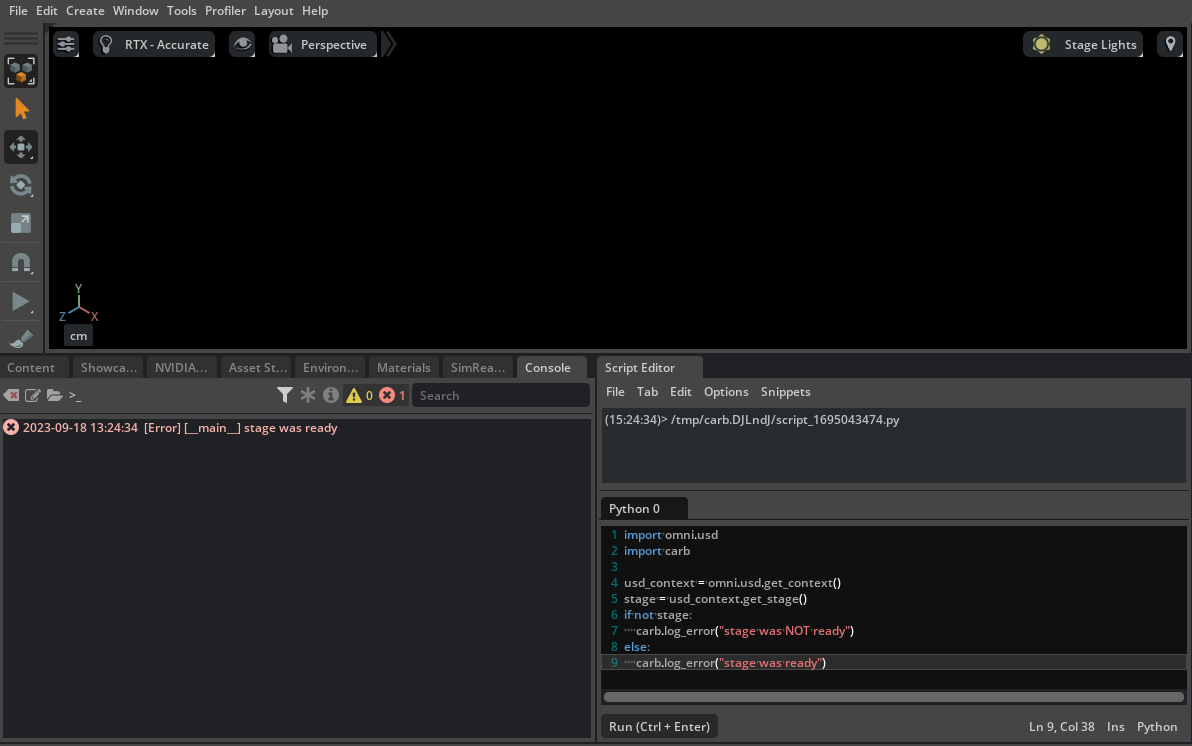 File Edit Create Window Tools Profiler Layout Help
RTX - Accurate Perspective Stage Lights
Y
Z X
cm
Content Showca... NVIDIA... Asset St... Environ... Materials SimRea... Console
>_ 0 1 Search
2023-09-18 13:24:34 [Error] [__main__] stage was ready
Script Editor
File Tab Edit Options Snippets
(15:24:34)> /tmp/carb.DJLndJ/script_1695043474.py
Python 0
1 import omni.usd
2 import carb
3
4 usd_context = omni.usd.get_context()
5 stage = usd_context.get_stage()
6 if not stage:
7     carb.log_error("stage was NOT ready")
8 else:
9     carb.log_error("stage was ready")
Run (Ctrl + Enter) Ln 9, Col 38 Ins Python